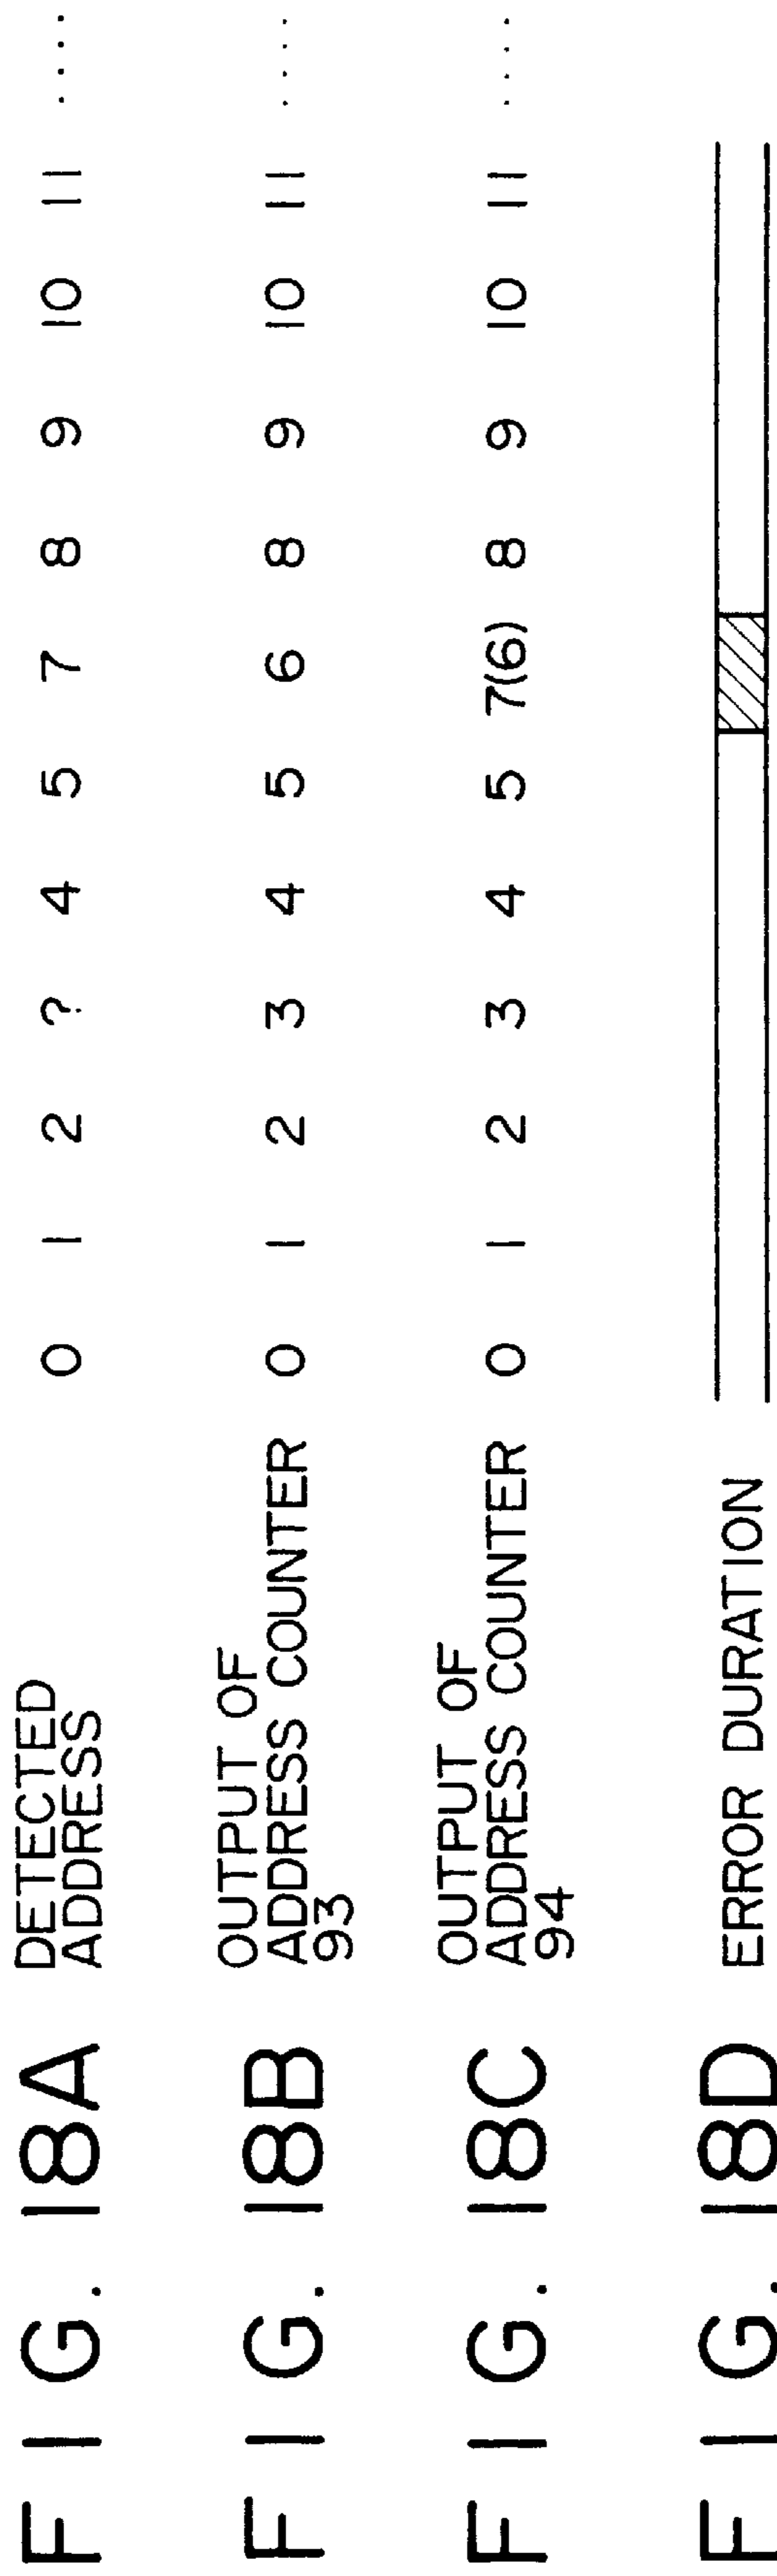 FIG. 18A DETECTED
ADDRESS
0 1 2 ? 4 5 7 8 9 10 11 ....
FIG. 18B OUTPUT OF
ADDRESS COUNTER
93
0 1 2 3 4 5 6 8 9 10 11 ....
FIG. 18C OUTPUT OF
ADDRESS COUNTER
94
0 1 2 3 4 5 7(6) 8 9 10 11 ....
FIG. 18D ERROR DURATION